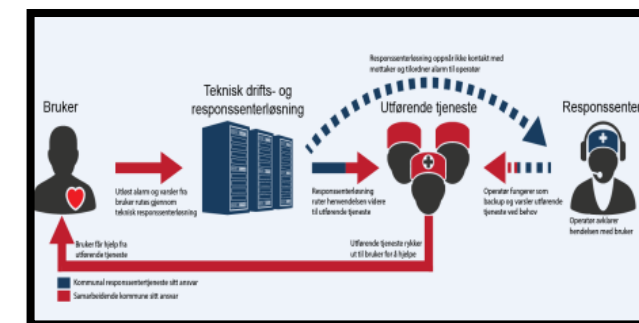 Responssenterløsning oppnår ikke kontakt med
mottaker og tilordner alarm til operatør
Bruker
Teknisk drifts- og
responssenterløsning
Utførende tjeneste
Responssenter
Utløst alarm og varsler fra
bruker rutes gjennom
teknisk responssenterløsning
Responssenterløsning
ruter henvendelsen videre
til utførende tjeneste
Operatør fungerer som
backup og varsler utførende
tjeneste ved behov
Operatør avklarer
hendelsen med bruker
Bruker får hjelp fra
utførende tjeneste
Utførende tjeneste rykker
ut til bruker for å hjelpe
Kommunal responssentertjeneste sitt ansvar
Samarbeidende kommune sitt ansvar